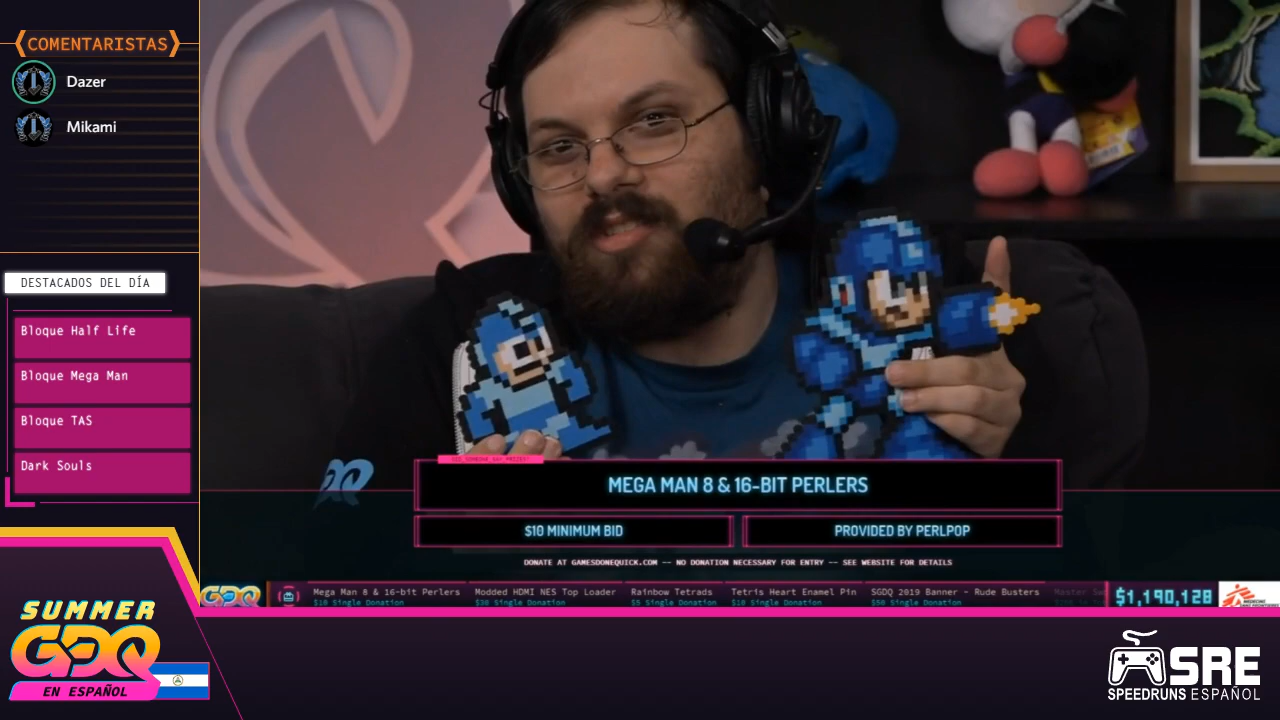 COMENTARISTAS
Dazer
Mikami
DESTACADOS DEL DÍA
Bloque Half Life
Bloque Mega Man
Bloque TAS
Dark Souls
MEGA MAN 8 & 16-BIT PERLERS
$10 MINIMUM BID
PROVIDED BY PERLPOP
DONATE AT GAMESDONEQUICK.COM -- NO DONATION NECESSARY FOR ENTRY -- SEE WEBSITE FOR DETAILS
GDQ
Mega Man 8 & 16-bit Perlers
$10 Single Donation
Modded HDMI NES Top Loader
$30 Single Donation
Rainbow Tetrads
$5 Single Donation
Tetris Heart Enamel Pin
$10 Single Donation
SGDQ 2019 Banner - Rude Busters
$50 Single Donation
$1,190,128
SUMMER
GDQ
EN ESPAÑOL
SRE
SPEEDRUNS ESPAÑOL